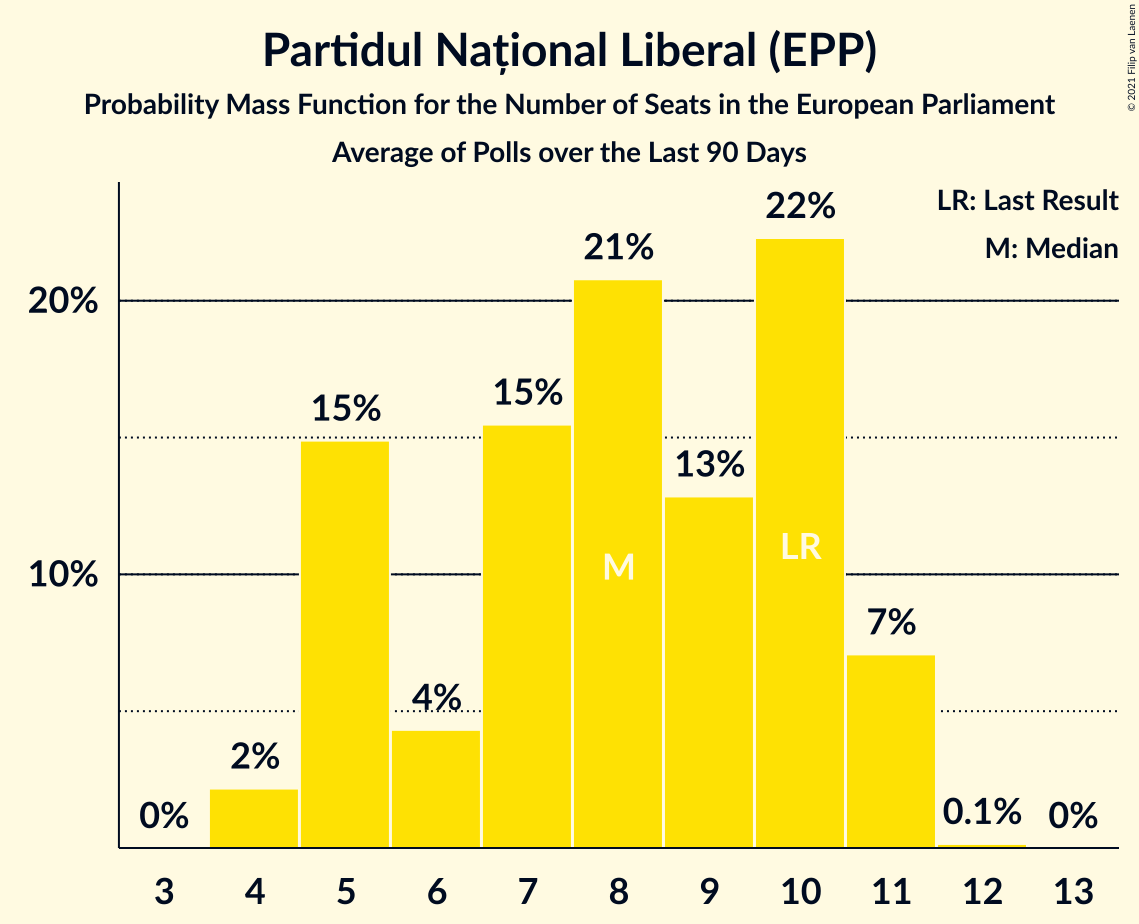 Partidul Național Liberal (EPP)
Probability Mass Function for the Number of Seats in the European Parliament
Average of Polls over the Last 90 Days
© 2021 Filip van Laenen
LR: Last Result
M: Median
20%
10%
0%
2%
15%
4%
15%
21%
13%
22%
7%
0.1%
0%
M
LR
3 4 5 6 7 8 9 10 11 12 13